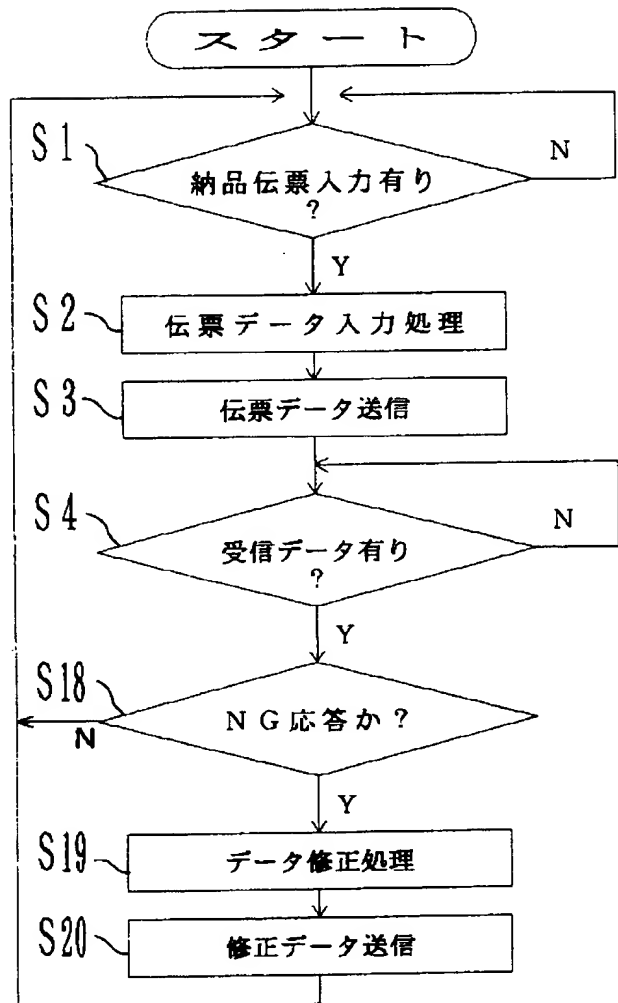 スタート
S1
納品伝票入力有り
?
N
Y
S2
伝票データ入力処理
S3
伝票データ送信
S4
受信データ有り
?
N
Y
S18
NG応答か?
N
Y
S19
データ修正処理
S20
修正データ送信